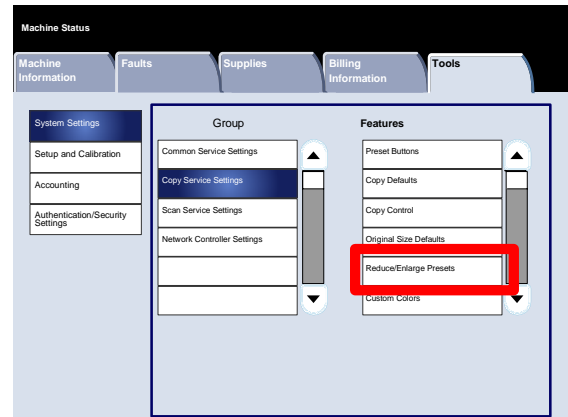 Machine Status
Machine Information
Faults
Supplies
Billing Information
Tools
System Settings
Setup and Calibration
Accounting
Authentication/Security
Settings
Group
Common Service Settings
Copy Service Settings
Scan Service Settings
Network Controller Settings
Features
Preset Buttons
Copy Defaults
Copy Control
Original Size Defaults
Reduce/Enlarge Presets
Custom Colors